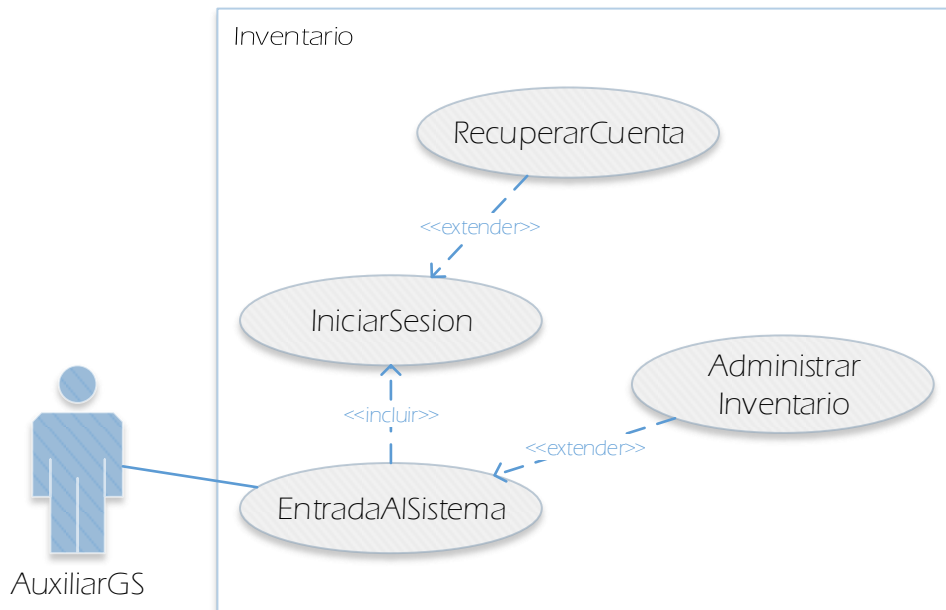 Inventario
RecuperarCuenta
<<extender>>
IniciarSesion
Administrar
Inventario
<<incluir>>
<<extender>>
EntradaAlSistema
AuxiliarGS